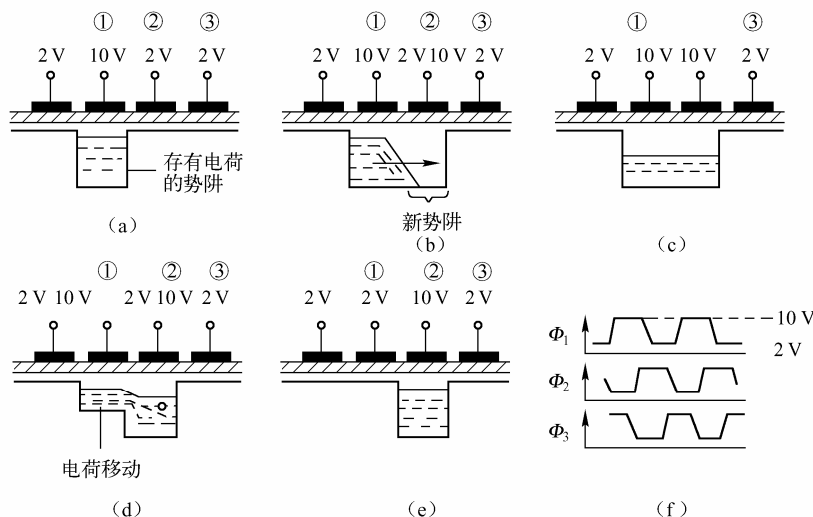 ① ② ③
2 V 10 V 2 V 2 V
存有电荷
的势阱
(a)
① ② ③
2 V 10 V 2 V 10 V 2 V
新势阱
(b)
① ③
2 V 10 V 10 V 2 V
(c)
① ② ③
2 V 10 V 2 V 10 V 2 V
电荷移动
(d)
① ② ③
2 V 2 V 10 V 2 V
(e)
Φ1 10 V
2 V
Φ2
Φ3
(f)